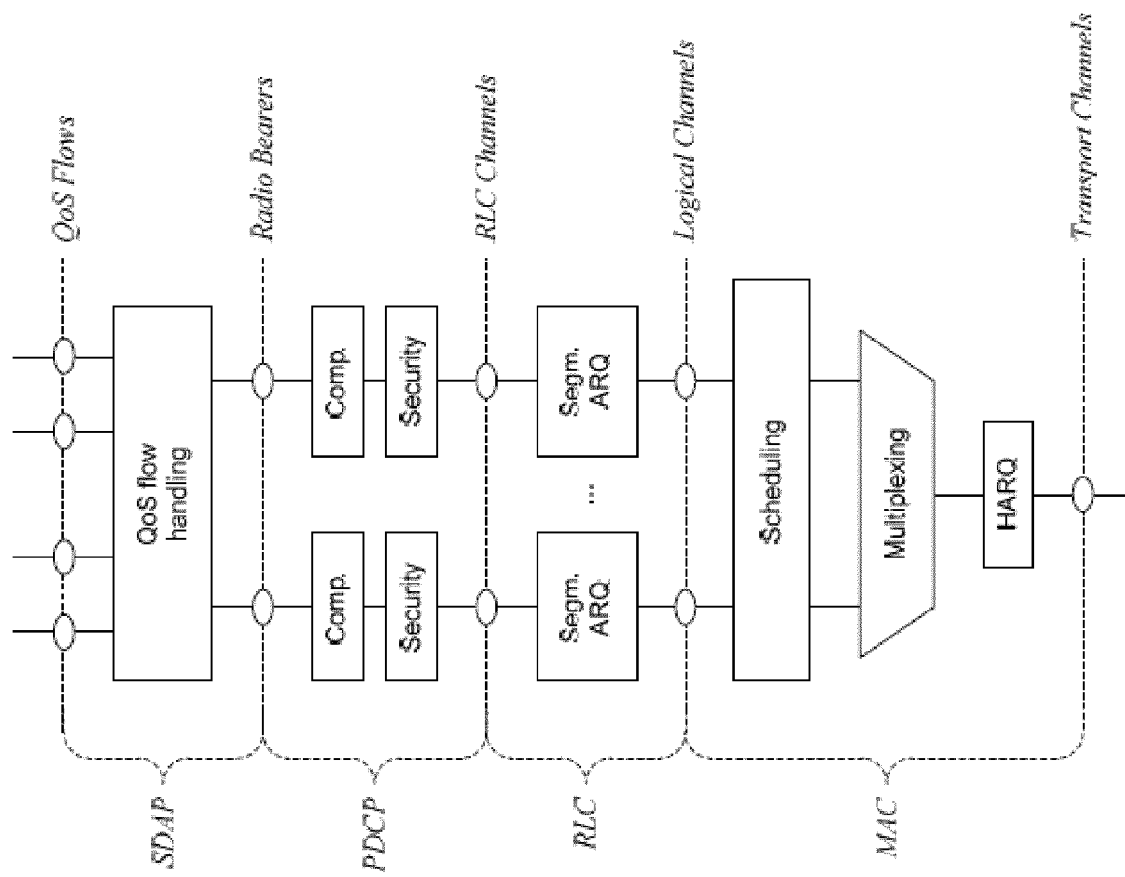 QoS Flows
QoS flow
handling
SDAP
Radio Bearers
Comp.
Comp.
Security
Security
PDCP
RLC Channels
Segm.
ARQ
...
Segm.
ARQ
RLC
Logical Channels
Scheduling
Multiplexing
HARQ
MAC
Transport Channels